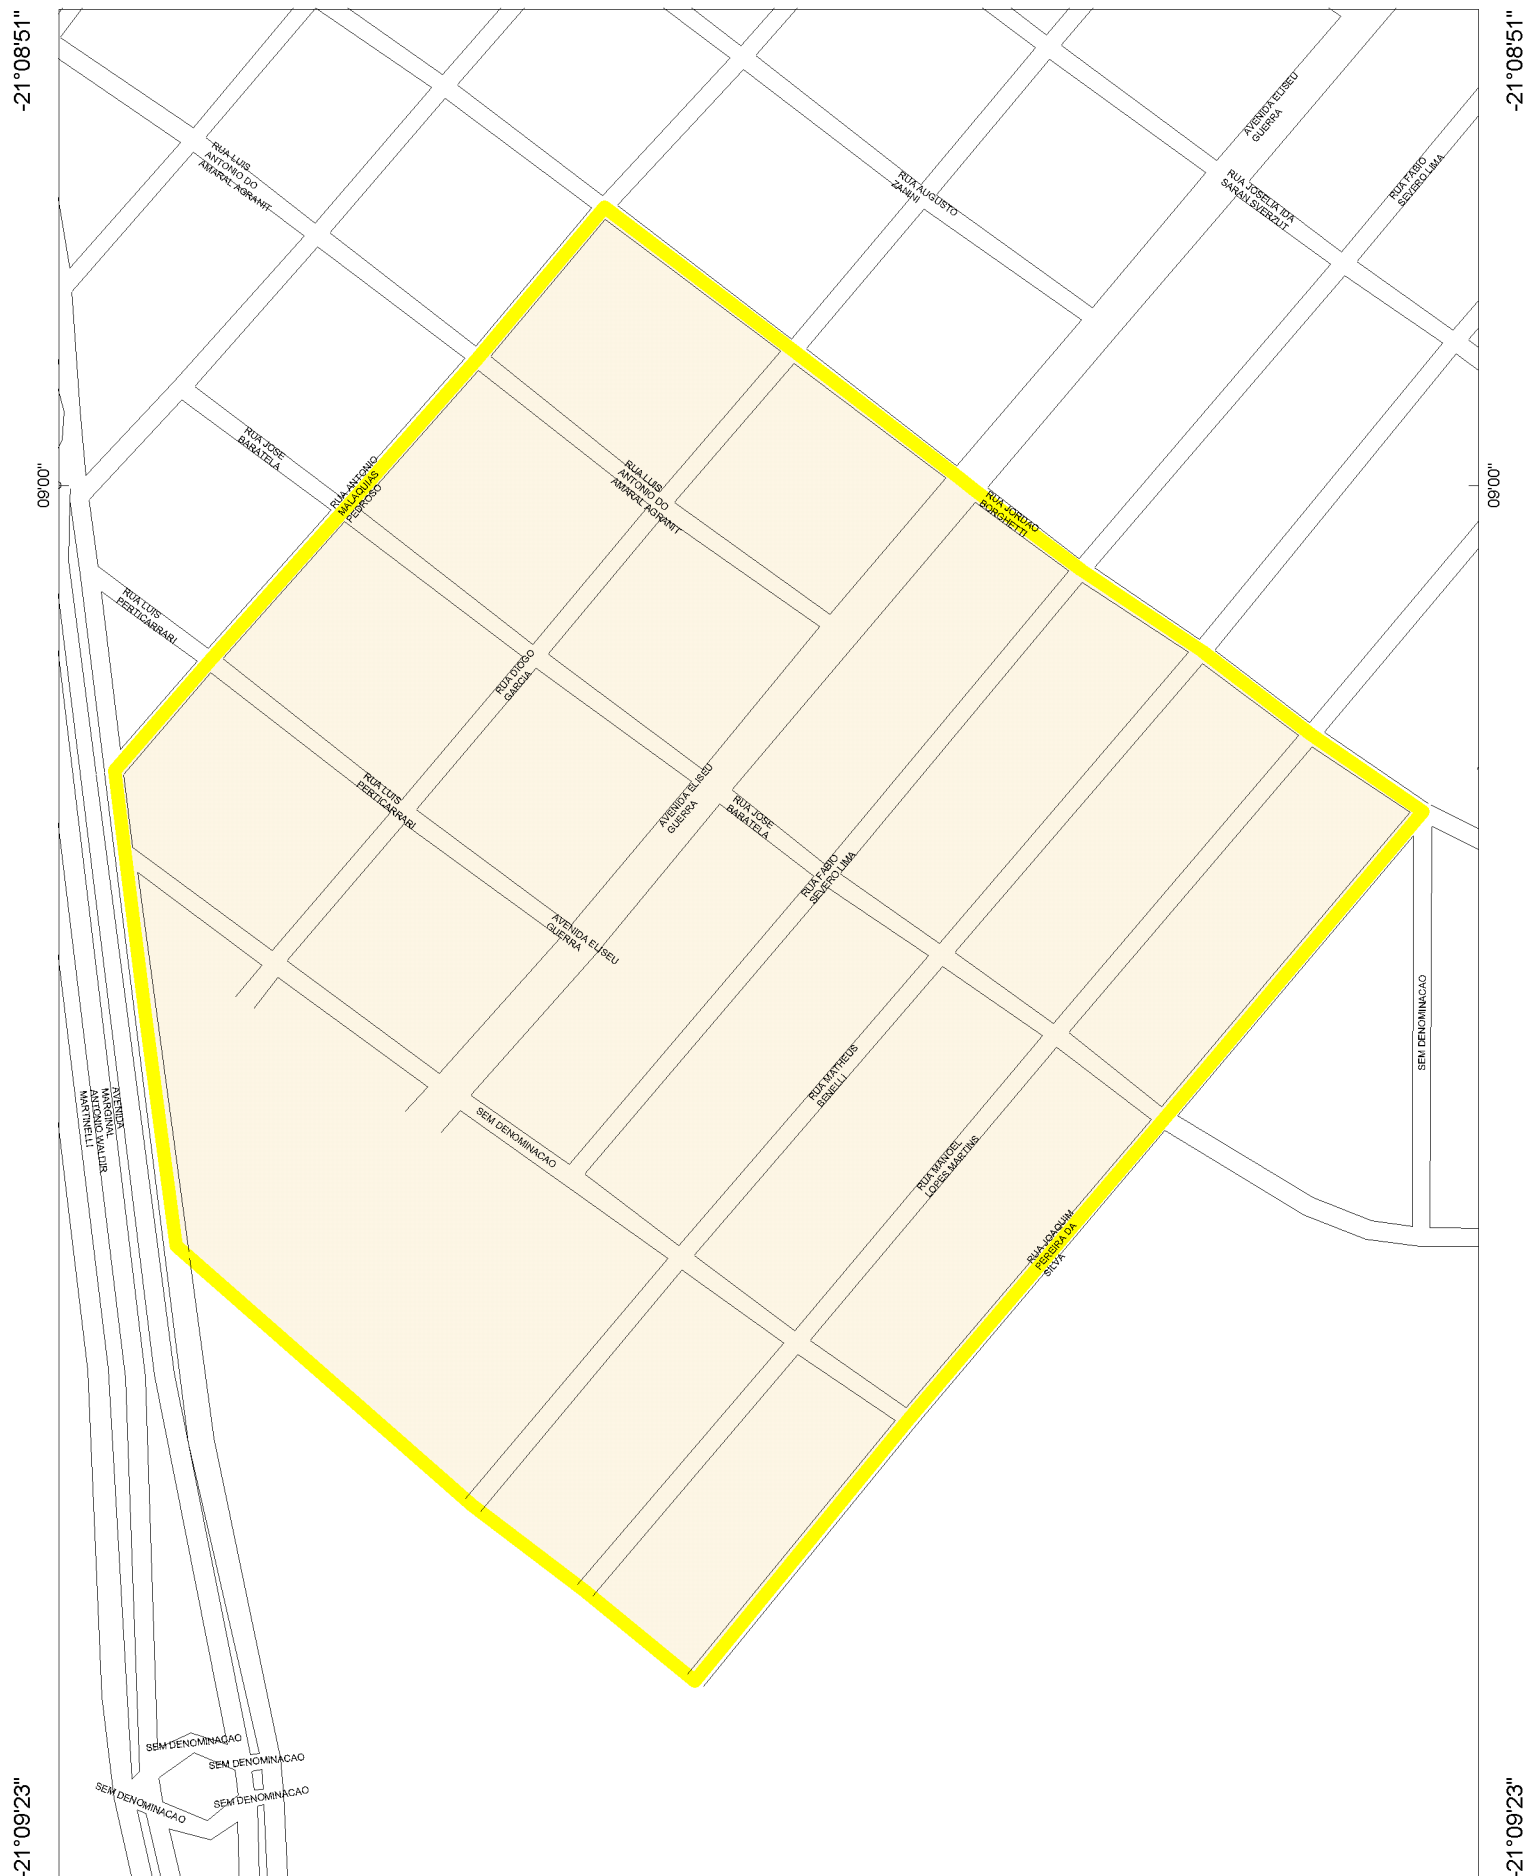 -21°08'51"
-21°08'51"
AVENIDA ELISEU
GUERRA
RUA LUIS
ANTONIO DO
AMARAL AGRANIT
RUA AUGUSTO
ZANINI
RUA JOSELIA IDA
SARAN SVERZUT
RUA FABIO
SEVERO LIMA
RUA JOSE
BARATELA
RUA ANTONIO
MALAQUIAS
PEDROSO
RUA LUIS
ANTONIO DO
AMARAL AGRANIT
RUA JORDAO
BORGHETTI
09'00"
09'00"
RUA LUIS
PERTICARRARI
RUA DIOGO
GARCIA
RUA LUIS
PERTICARRARI
AVENIDA ELISEU
GUERRA
RUA JOSE
BARATELA
RUA FABIO
SEVERO LIMA
AVENIDA ELISEU
GUERRA
SEM DENOMINACAO
RUA MATHEUS
BENELLI
AVENIDA
MARGINAL
ANTONIO WALDIR
MARTINELLI
SEM DENOMINACAO
RUA MANOEL
LOPES MARTINS
RUA JOAQUIM
PEREIRA DA
SILVA
SEM DENOMINACAO
SEM DENOMINACAO
SEM DENOMINACAO
SEM DENOMINACAO
-21°09'23"
-21°09'23"